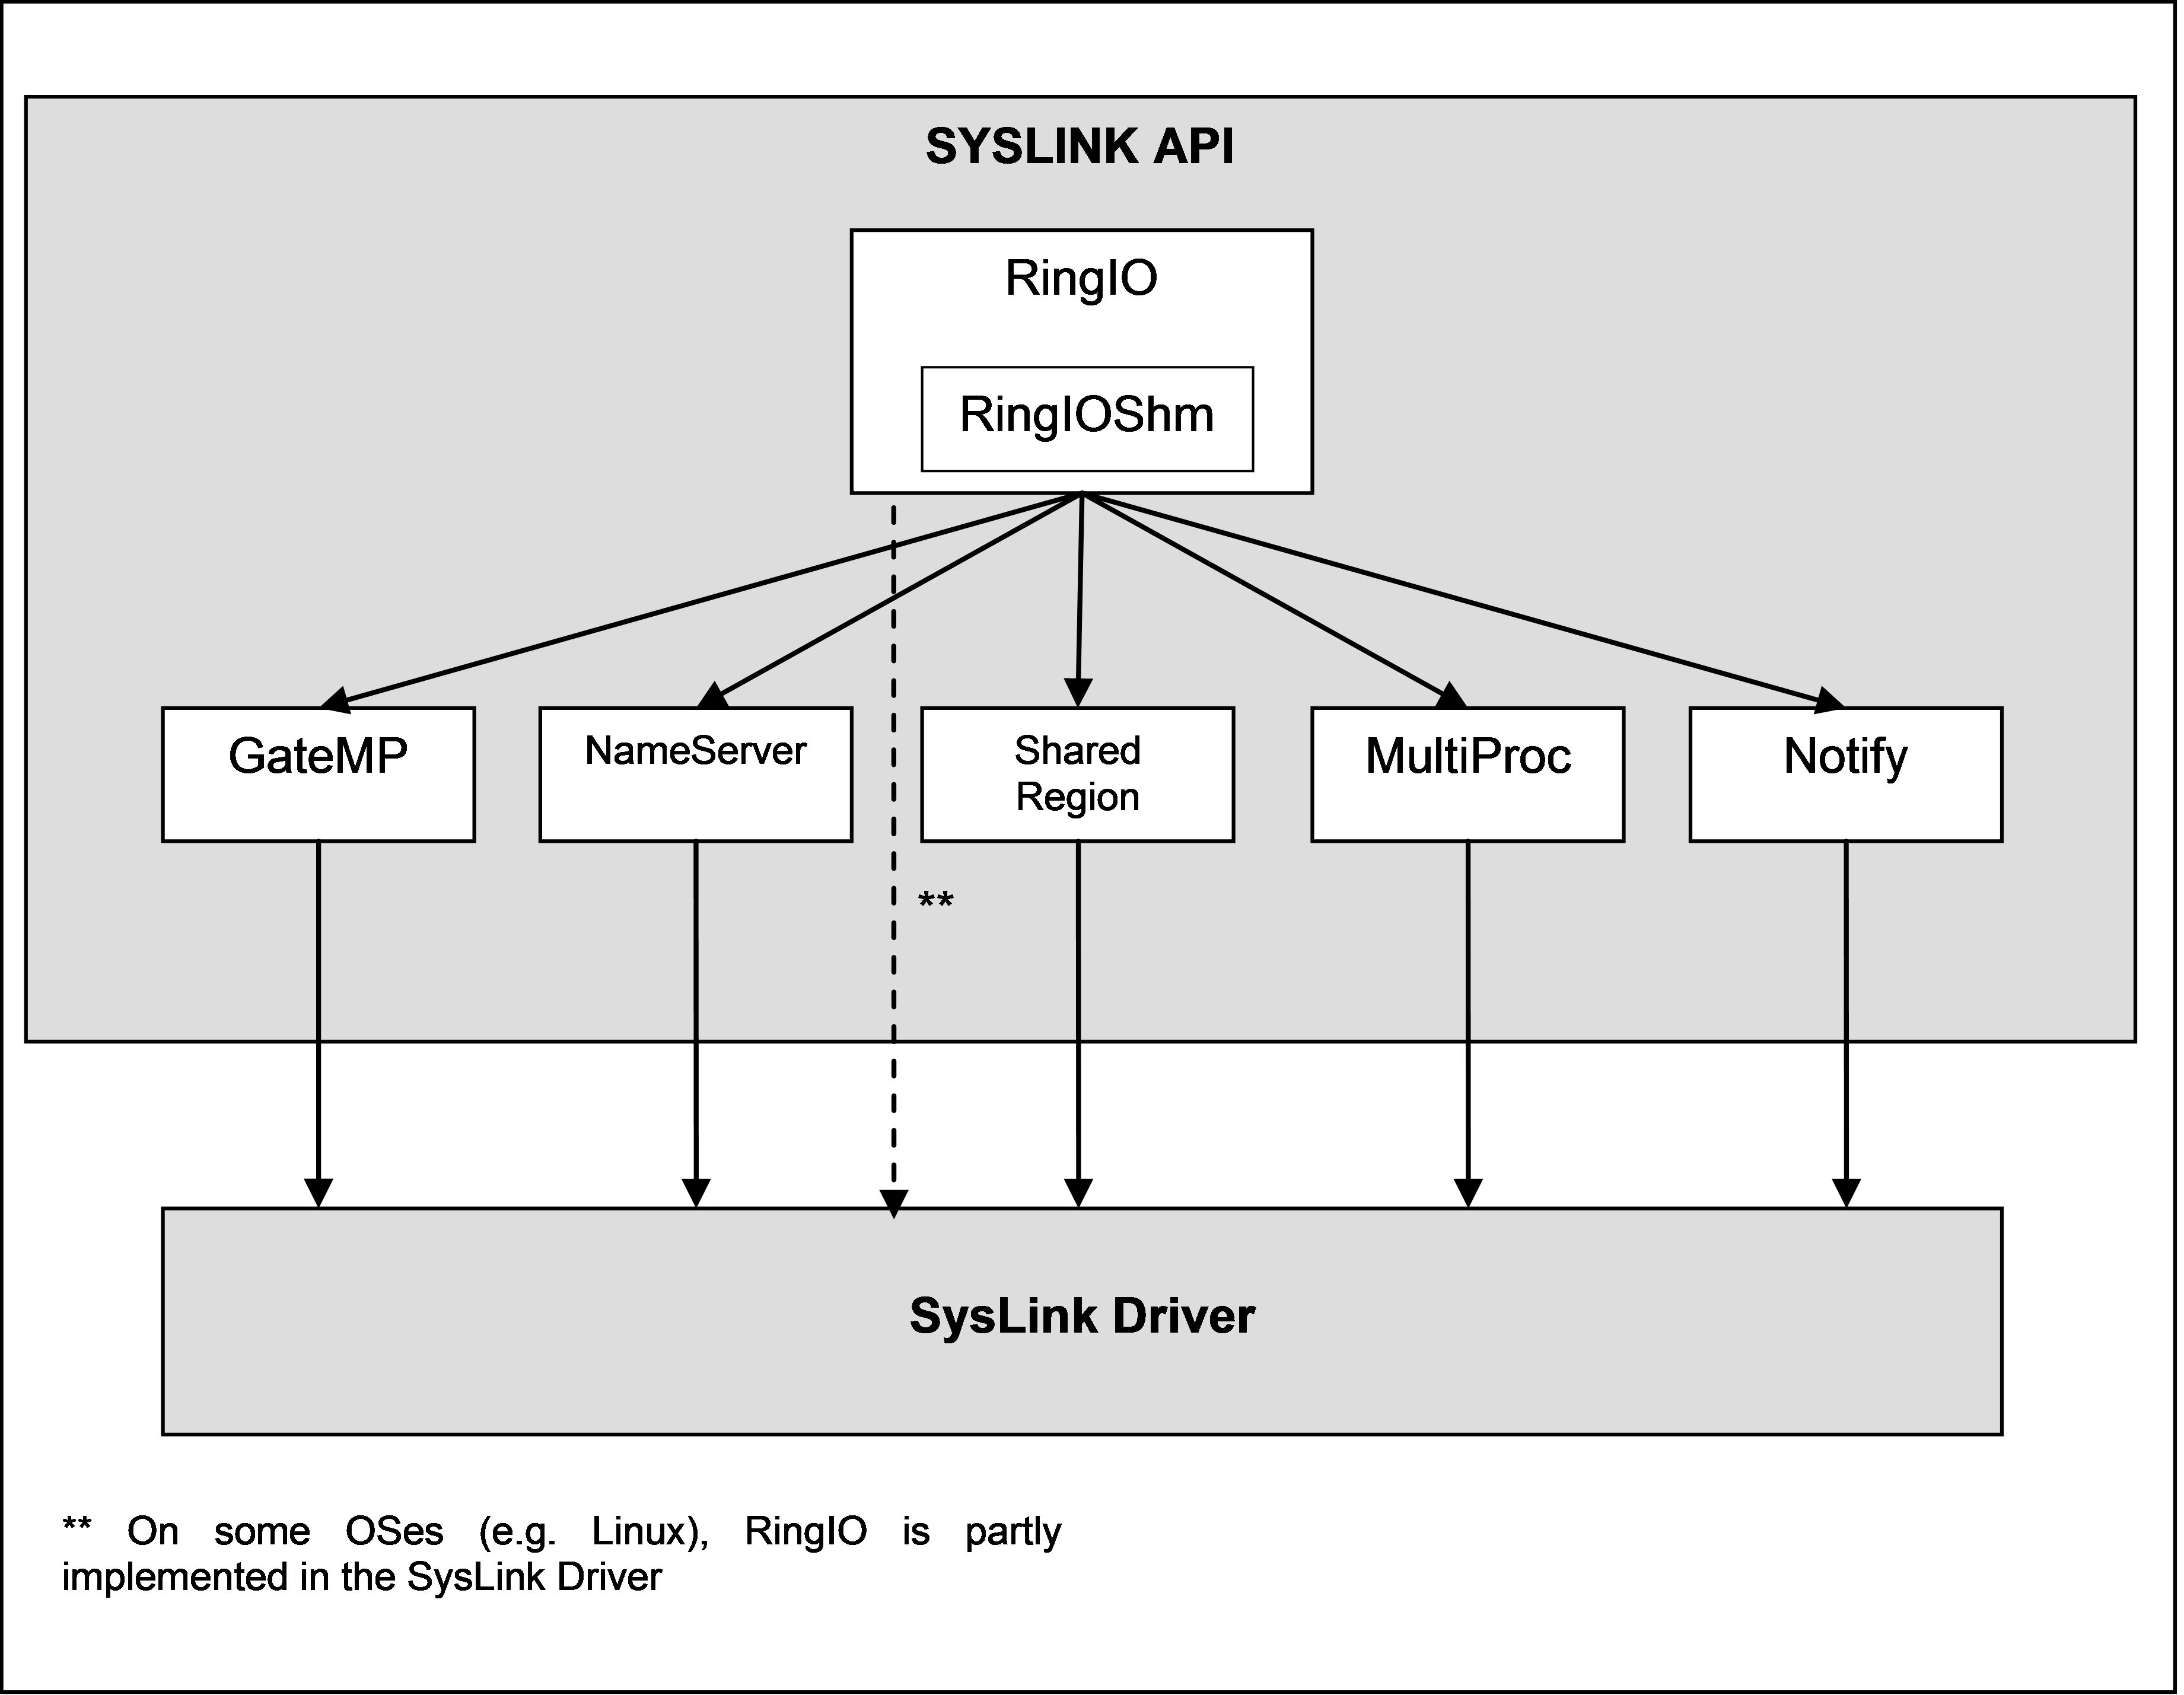 SYSLINK API
RingIO
RingIOShm
GateMP
NameServer
Shared
Region
MultiProc
Notify
**
SysLink Driver
** On some OSes (e.g. Linux), RingIO is partly
implemented in the SysLink Driver